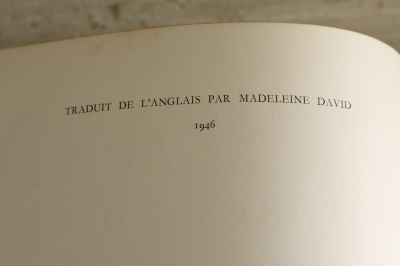 TRADUIT DE L'ANGLAIS PAR MADELEINE DAVID
1946